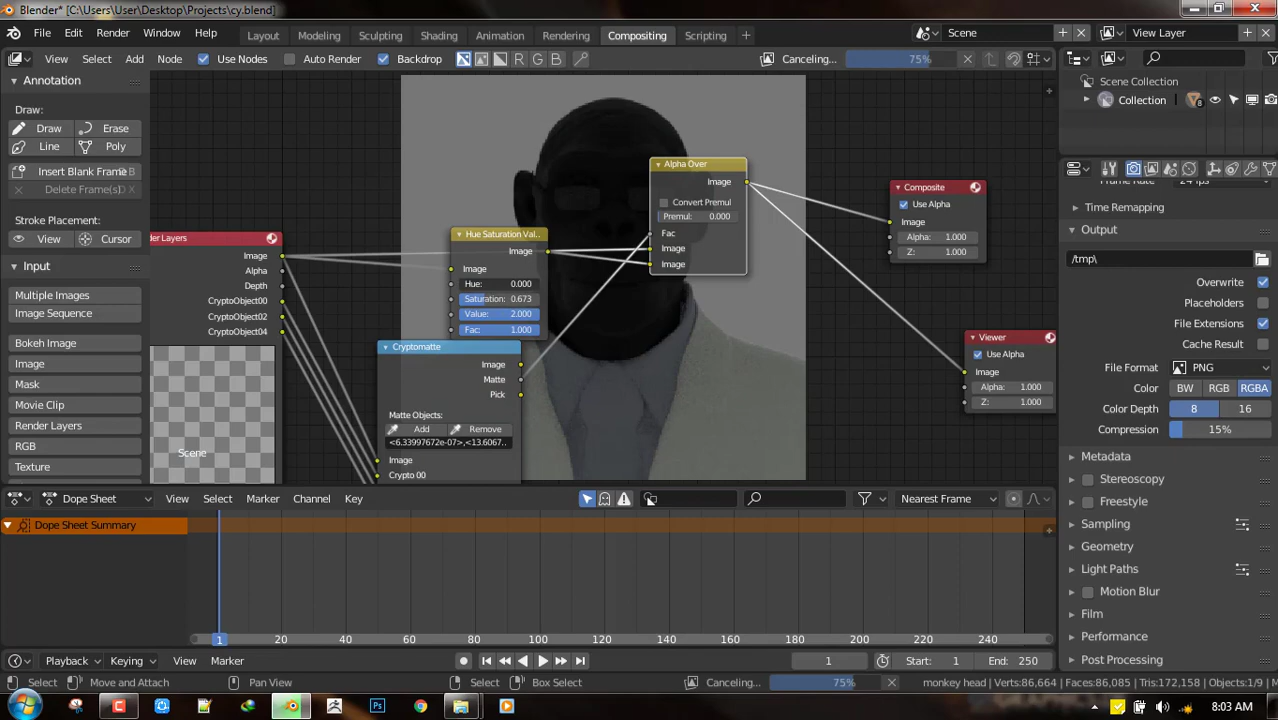 Blender* [C:\Users\User\Desktop\Projects\cy.blend]
File Edit Render Window Help Layout Modeling Sculpting Shading Animation Rendering Compositing Scripting + Scene View Layer
View Select Add Node Use Nodes Auto Render Backdrop R G B Canceling... 75%
Annotation
Draw:
Draw Erase
Line Poly
Insert Blank Frame B
Delete Frame(s)
Stroke Placement:
View Cursor
Input
Multiple Images
Image Sequence
Bokeh Image
Image
Mask
Movie Clip
Render Layers
RGB
Texture
der Layers
Image
Alpha
Depth
CryptoObject00
CryptoObject02
CryptoObject04
Scene
Hue Saturation Val..
Image
Image
Hue: 0.000
Saturation: 0.673
Value: 2.000
Fac: 1.000
Cryptomatte
Image
Matte
Pick
Matte Objects:
Add Remove
<6.33997672e-07>,<13.6067..
Image
Crypto 00
Alpha Over
Image
Convert Premul
Premul: 0.000
Fac
Image
Image
Composite
Use Alpha
Image
Alpha: 1.000
Z: 1.000
Viewer
Use Alpha
Image
Alpha: 1.000
Z: 1.000
Scene Collection
Collection 8
Frame Rate 24 fps
Time Remapping
Output
/tmp\
Overwrite
Placeholders
File Extensions
Cache Result
File Format PNG
Color BW RGB RGBA
Color Depth 8 16
Compression 15%
Metadata
Stereoscopy
Freestyle
Sampling
Geometry
Light Paths
Motion Blur
Film
Performance
Post Processing
Dope Sheet View Select Marker Channel Key Nearest Frame
Dope Sheet Summary
1 20 40 60 80 100 120 140 160 180 200 220 240
Playback Keying View Marker 1 Start: 1 End: 250
Select Move and Attach Pan View Select Box Select Canceling... 75% monkey head | Verts:86,664 | Faces:86,085 | Tris:172,158 | Objects:1/9 | M
Ps 8:03 AM